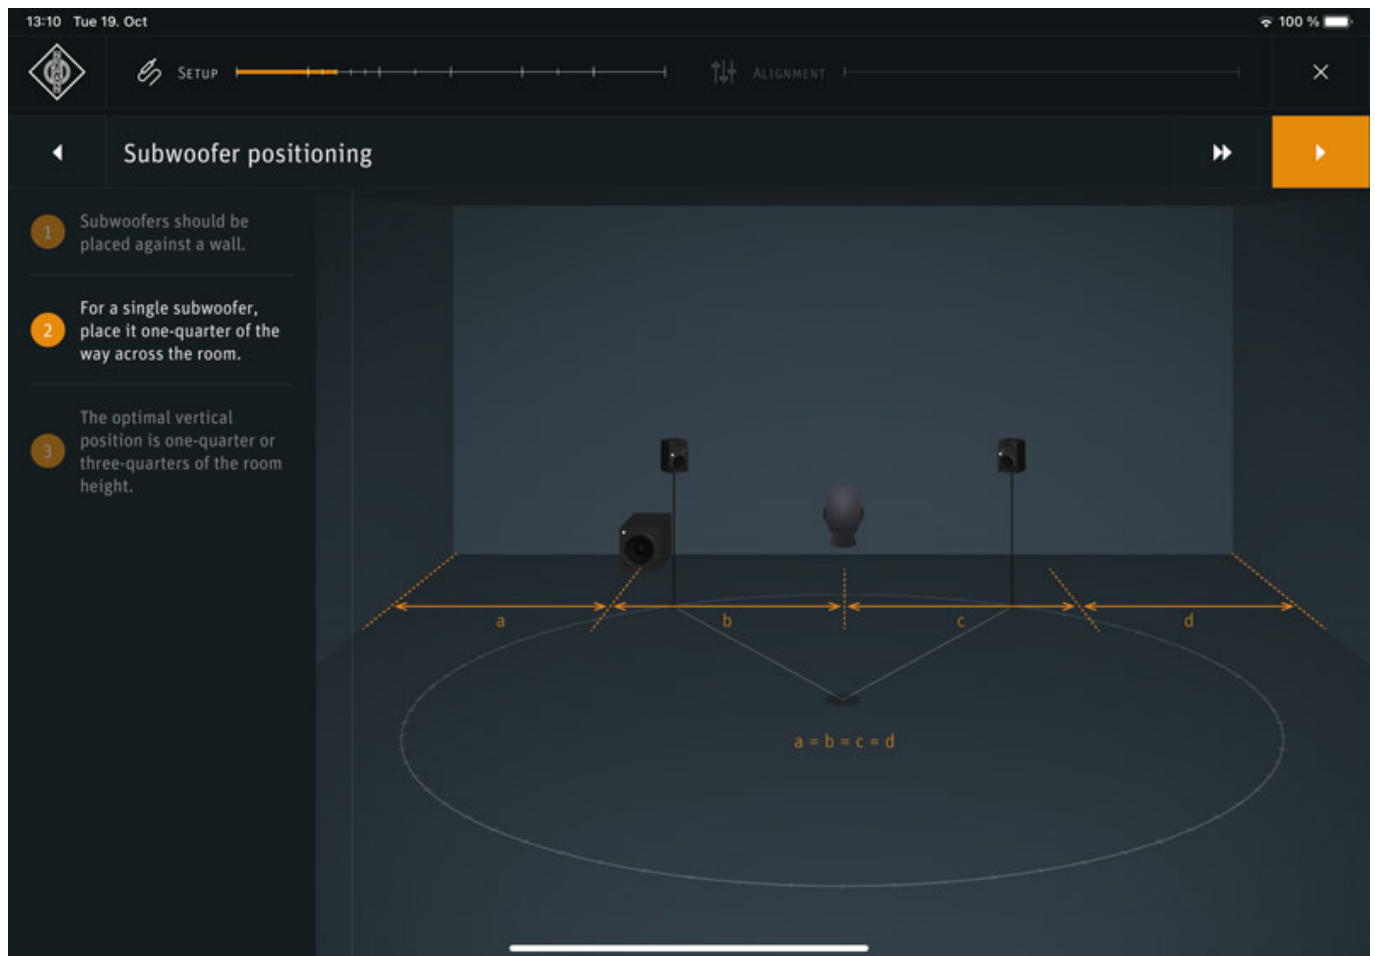 13:10 Tue 19. Oct
100 %
SETUP
ALIGNMENT
Subwoofer positioning
1
Subwoofers should be
placed against a wall.
2
For a single subwoofer,
place it one-quarter of the
way across the room.
3
The optimal vertical
position is one-quarter or
three-quarters of the room
height.
a b c d
a = b = c = d